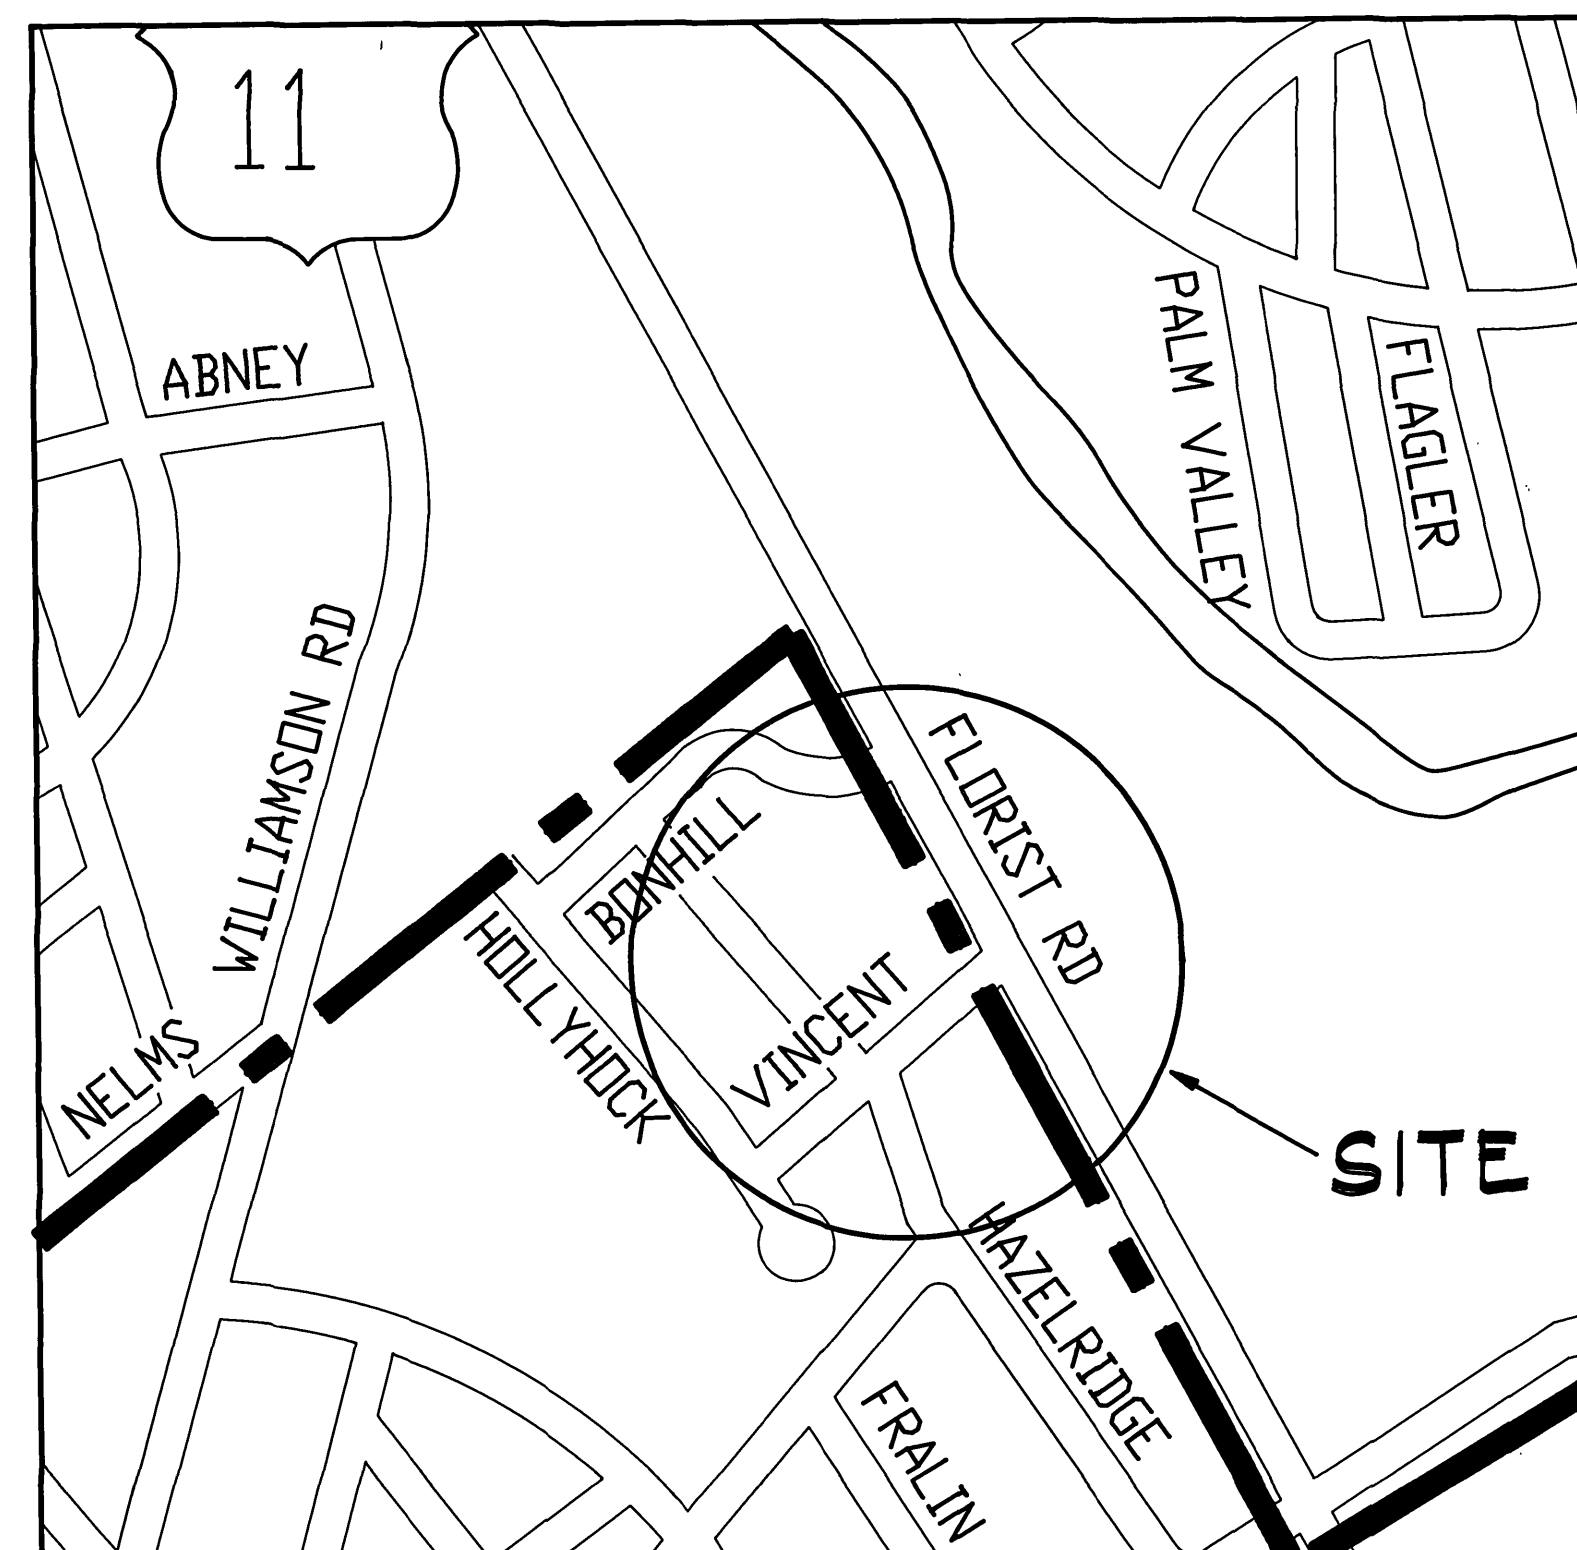 11
ABNEY
PALM VALLEY
FLAGLER
WILLIAMSON RD
FLORIST RD
BONHILL
HOLLYHOCK
VINCENT
NELMS
SITE
HAZELRIDGE
FRALIN